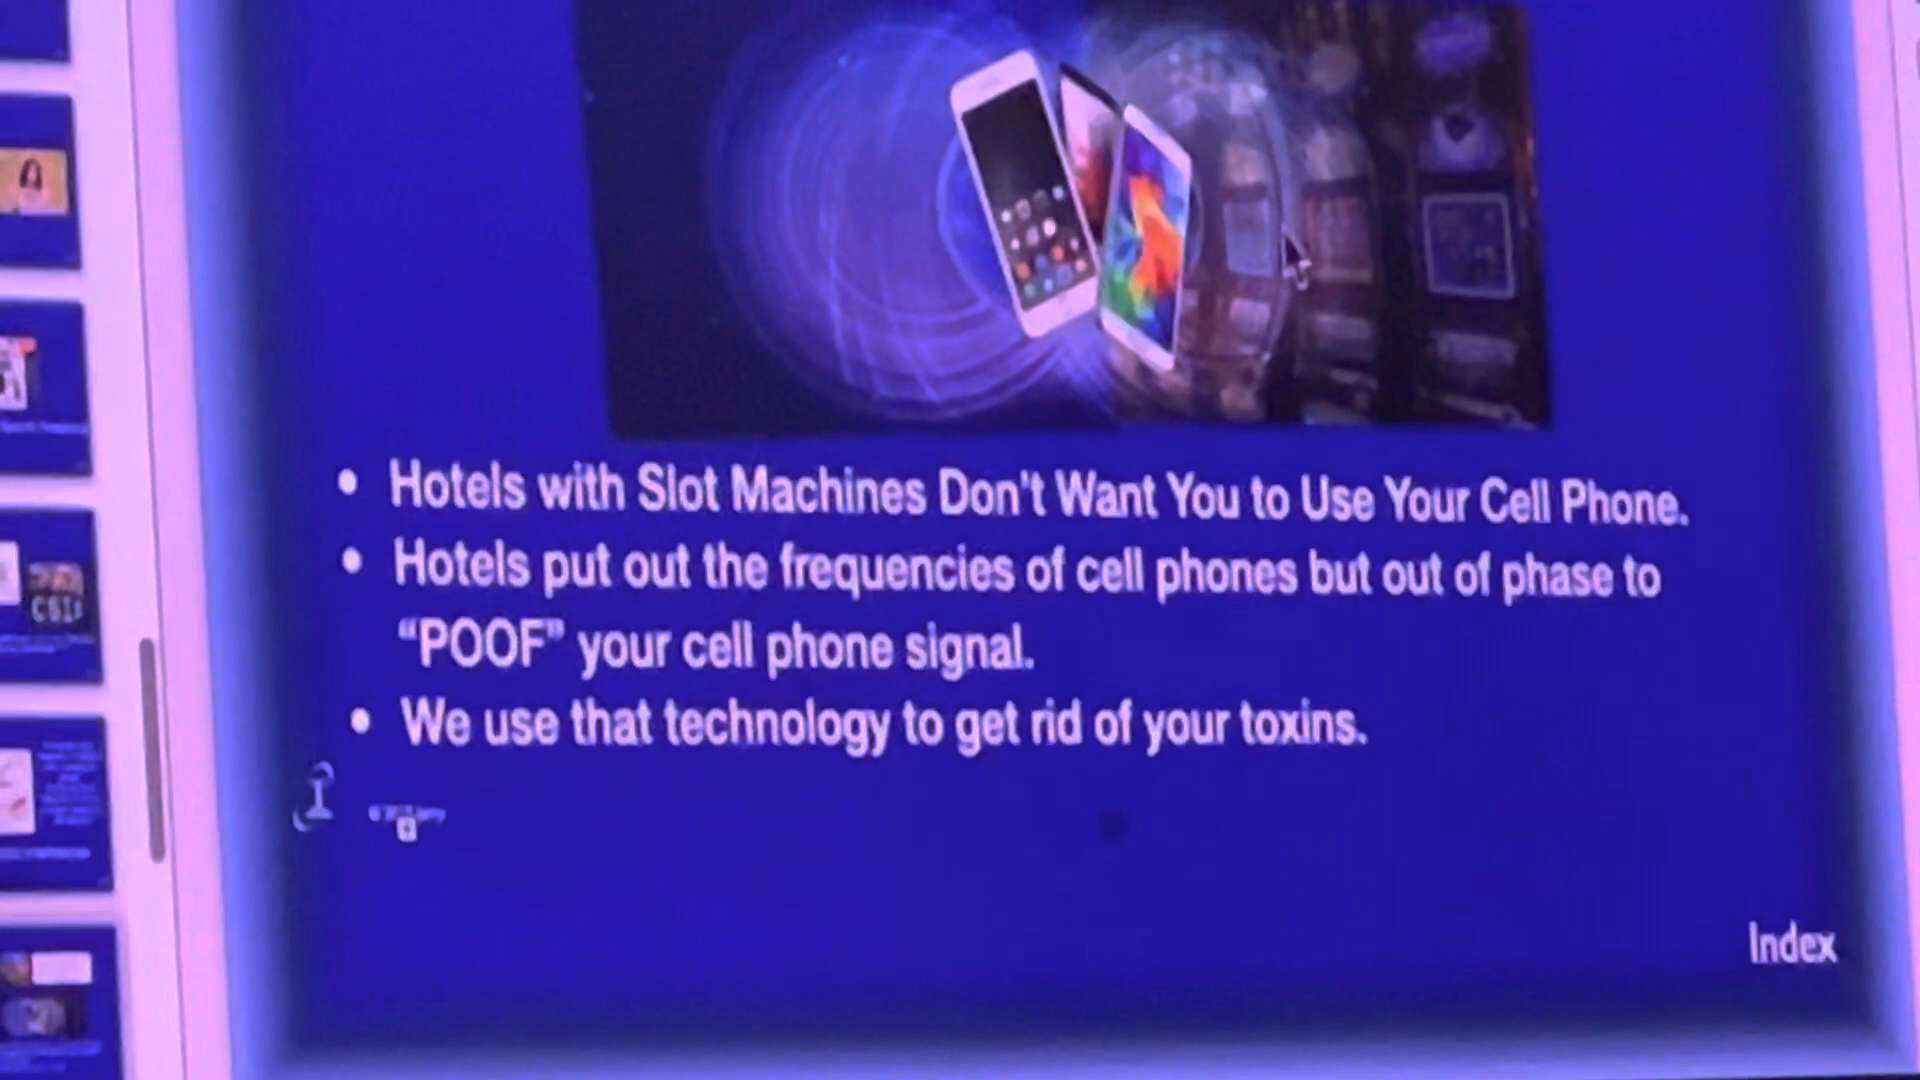 • Hotels with Slot Machines Don't Want You to Use Your Cell Phone.
• Hotels put out the frequencies of cell phones but out of phase to
“POOF” your cell phone signal.
• We use that technology to get rid of your toxins.
Index